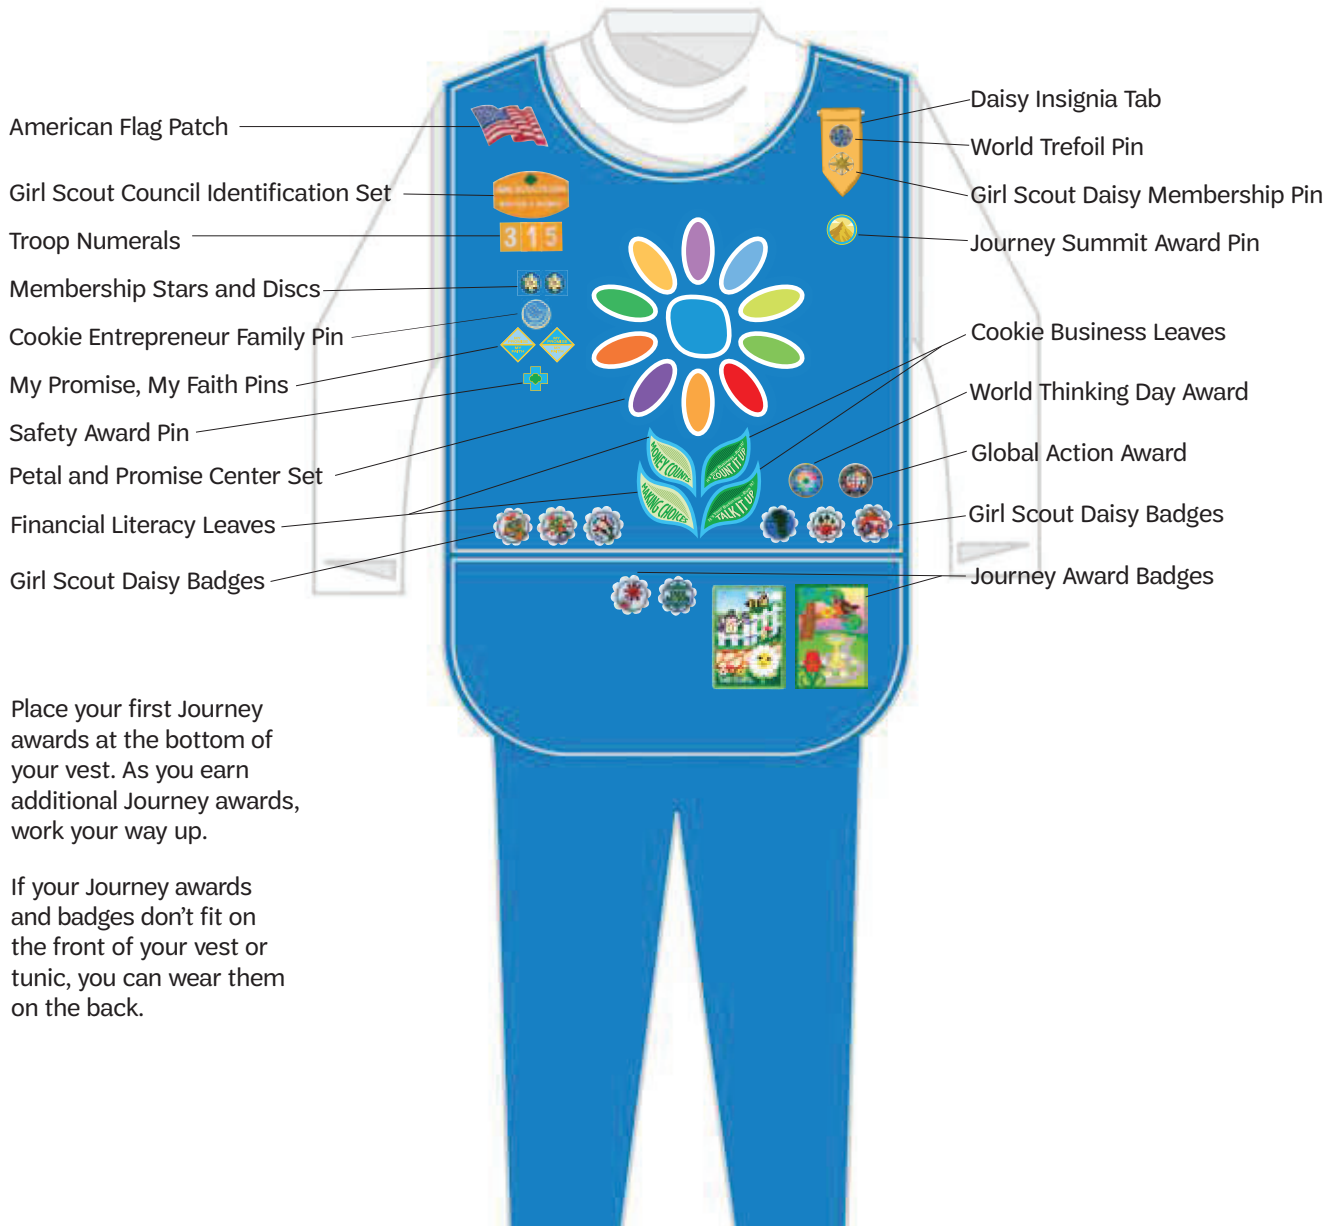 American Flag Patch
Girl Scout Council Identification Set
Troop Numerals
Membership Stars and Discs
Cookie Entrepreneur Family Pin
My Promise, My Faith Pins
Safety Award Pin
Petal and Promise Center Set
Financial Literacy Leaves
Girl Scout Daisy Badges
Place your first Journey
awards at the bottom of
your vest. As you earn
additional Journey awards,
work your way up.
If your Journey awards
and badges don’t fit on
the front of your vest or
tunic, you can wear them
on the back.
315
MONEY COUNTS
COUNT IT UP
MAKING CHOICES
TALK IT UP
Daisy Insignia Tab
World Trefoil Pin
Girl Scout Daisy Membership Pin
Journey Summit Award Pin
Cookie Business Leaves
World Thinking Day Award
Global Action Award
Girl Scout Daisy Badges
Journey Award Badges